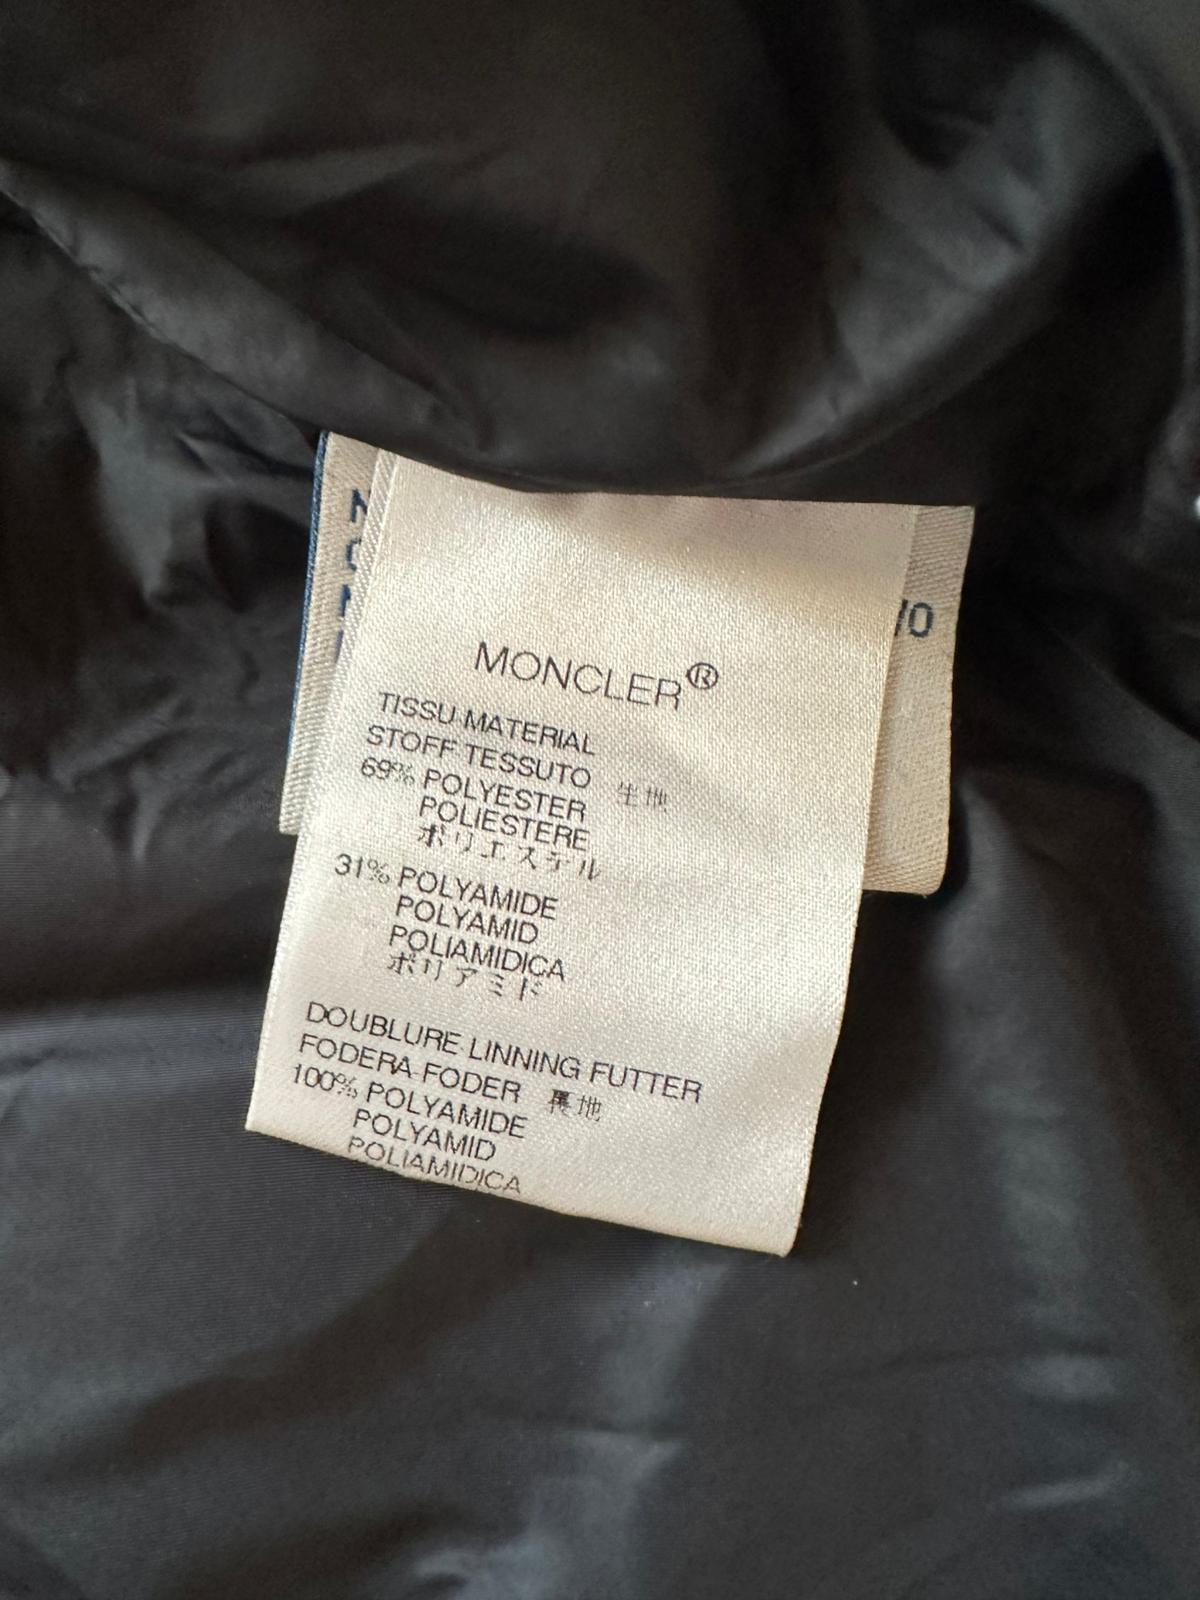 MONCLER®
TISSU MATERIAL
STOFF TESSUTO 生地
69% POLYESTER
POLIESTERE
ポリエステル
31% POLYAMIDE
POLYAMID
POLIAMIDICA
ポリアミド
DOUBLURE LINNING FUTTER
FODERA FODER 裏地
100% POLYAMIDE
POLYAMID
POLIAMIDICA